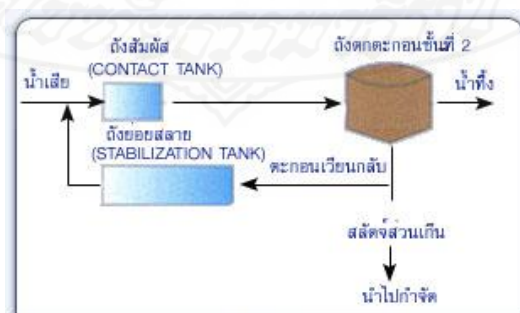 ถังสัมผัส
(CONTACT TANK)
ถังตกตะกอนขั้นที่ 2
น้ำเสีย
น้ำทิ้ง
ถังย่อยสลาย
(STABILIZATION TANK)
ตะกอนเวียนกลับ
สลัดจ์ส่วนเกิน
นำไปกำจัด